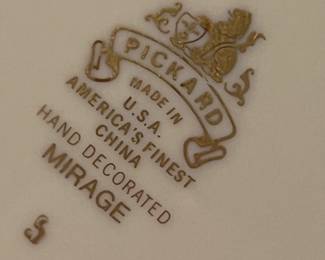 PICKARD
MADE IN
U.S.A.
AMERICA'S FINEST
CHINA
HAND DECORATED
MIRAGE